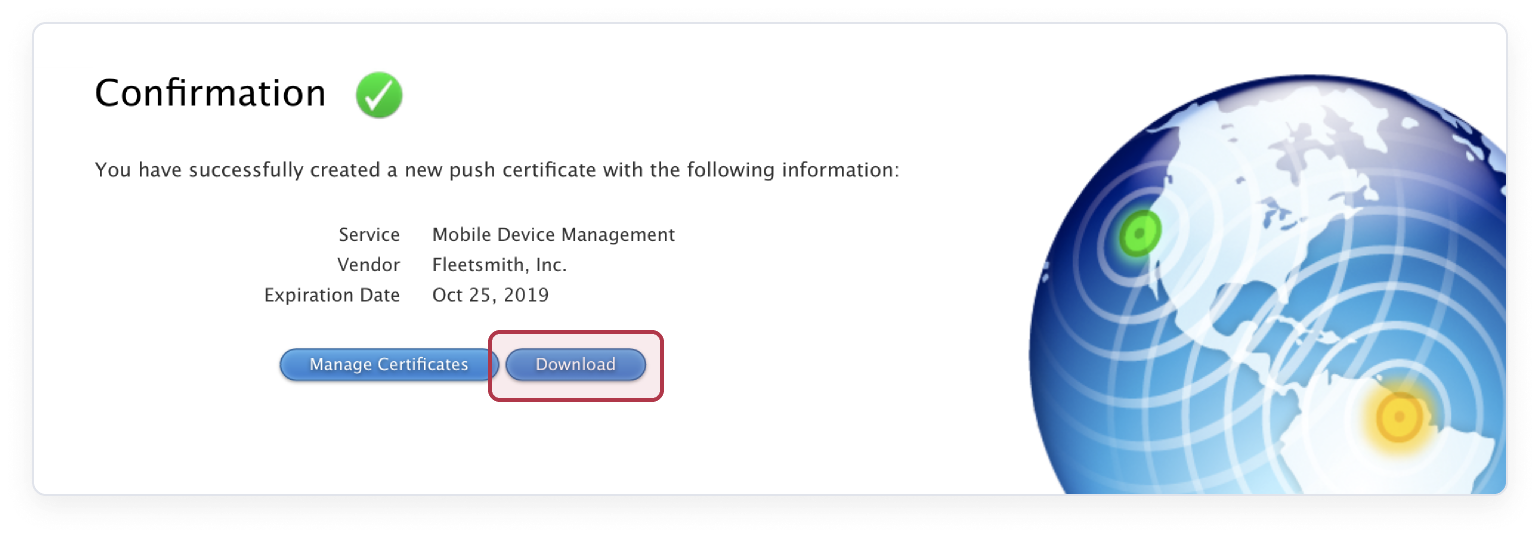 Confirmation
You have successfully created a new push certificate with the following information:
Service Mobile Device Management
Vendor Fleetsmith, Inc.
Expiration Date Oct 25, 2019
Manage Certificates Download